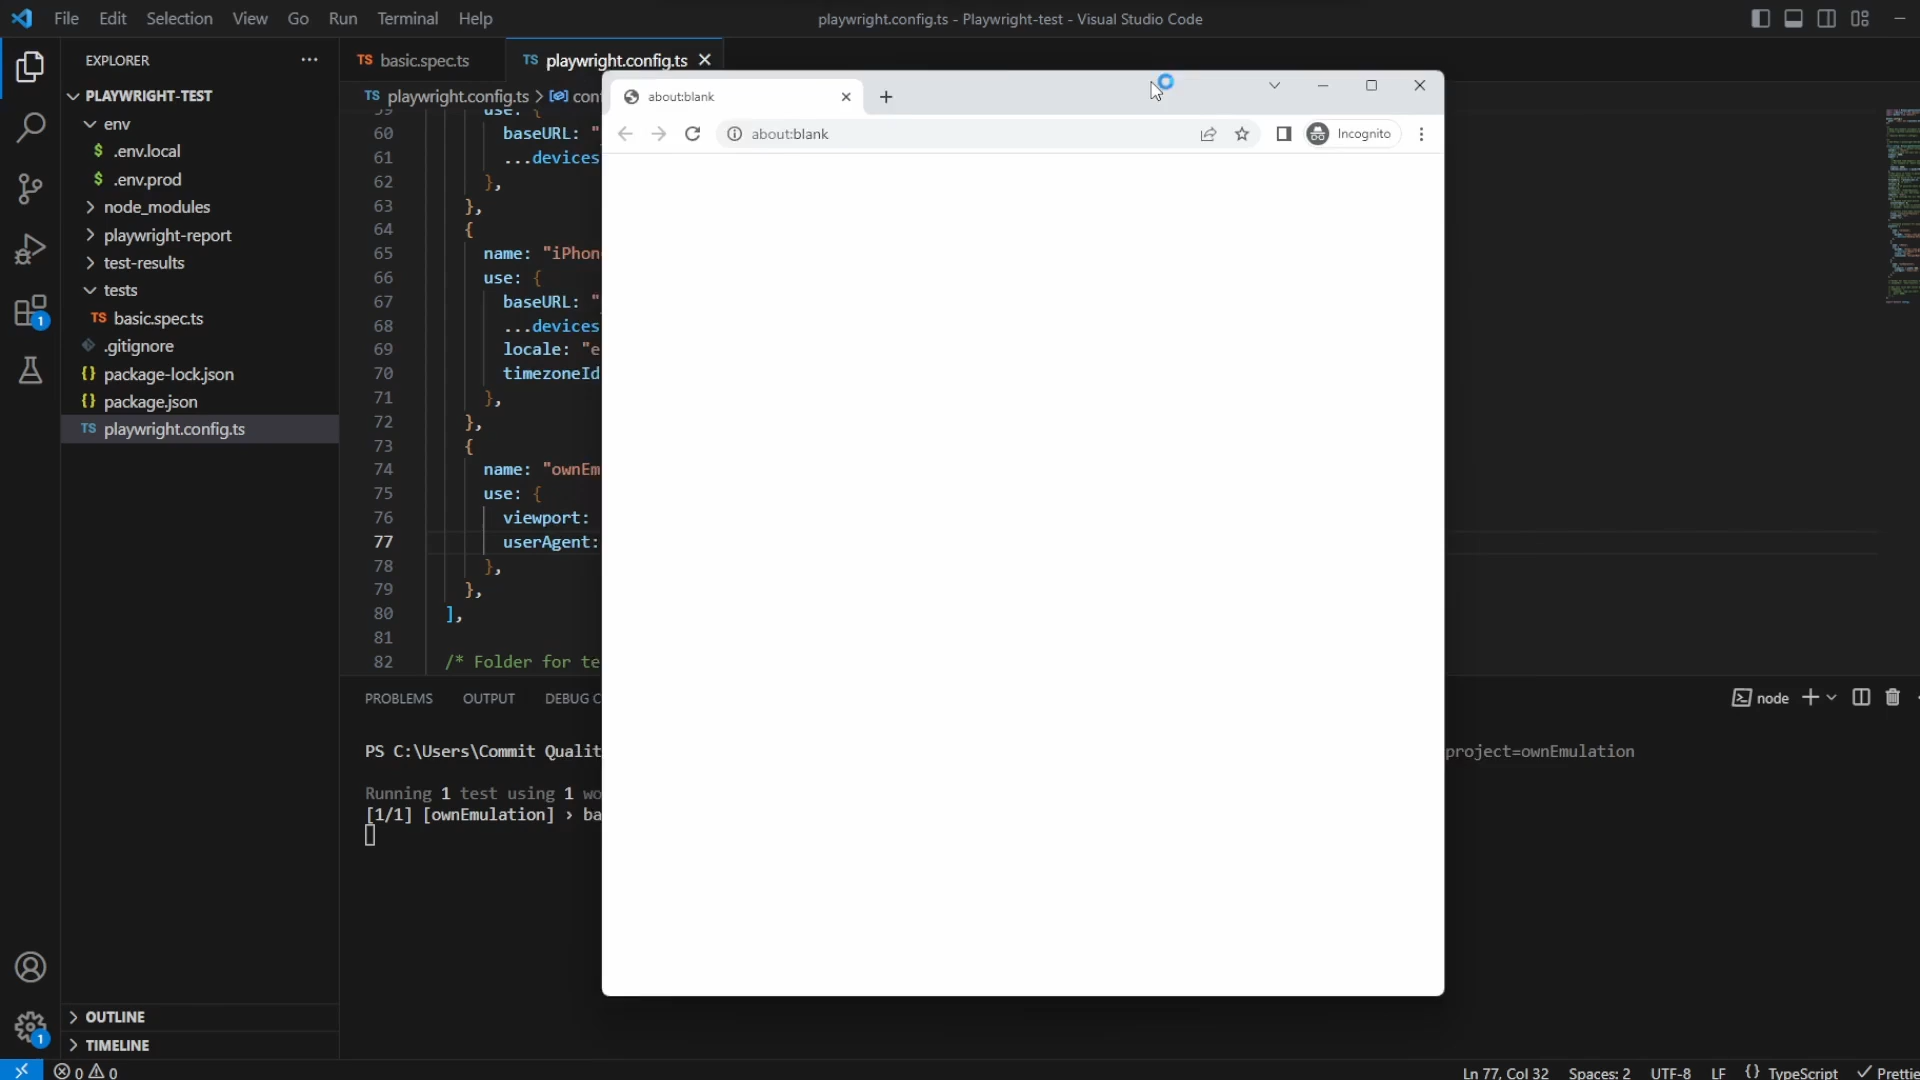 File Edit Selection View Go Run Terminal Help
playwright.config.ts - Playwright-test - Visual Studio Code
EXPLORER
PLAYWRIGHT-TEST
env
$ .env.local
$ .env.prod
node_modules
playwright-report
test-results
tests
TS basic.spec.ts
.gitignore
{} package-lock.json
{} package.json
TS playwright.config.ts
OUTLINE
TIMELINE
TS basic.spec.ts
TS playwright.config.ts
TS playwright.config.ts > con
59 use: {
60 baseURL: "
61 ...devices
62 },
63 },
64 {
65 name: "iPhon
66 use: {
67 baseURL: "
68 ...devices
69 locale: "e
70 timezoneId
71 },
72 },
73 {
74 name: "ownEm
75 use: {
76 viewport:
77 userAgent:
78 },
79 },
80 ],
81
82 /* Folder for te
about:blank
about:blank
Incognito
PROBLEMS OUTPUT DEBUG C
node
PS C:\Users\Commit Qualit
project=ownEmulation
Running 1 test using 1 wo
[1/1] [ownEmulation] › ba
1
1
0 0
Ln 77, Col 32 Spaces: 2 UTF-8 LF {} TypeScript Prettie